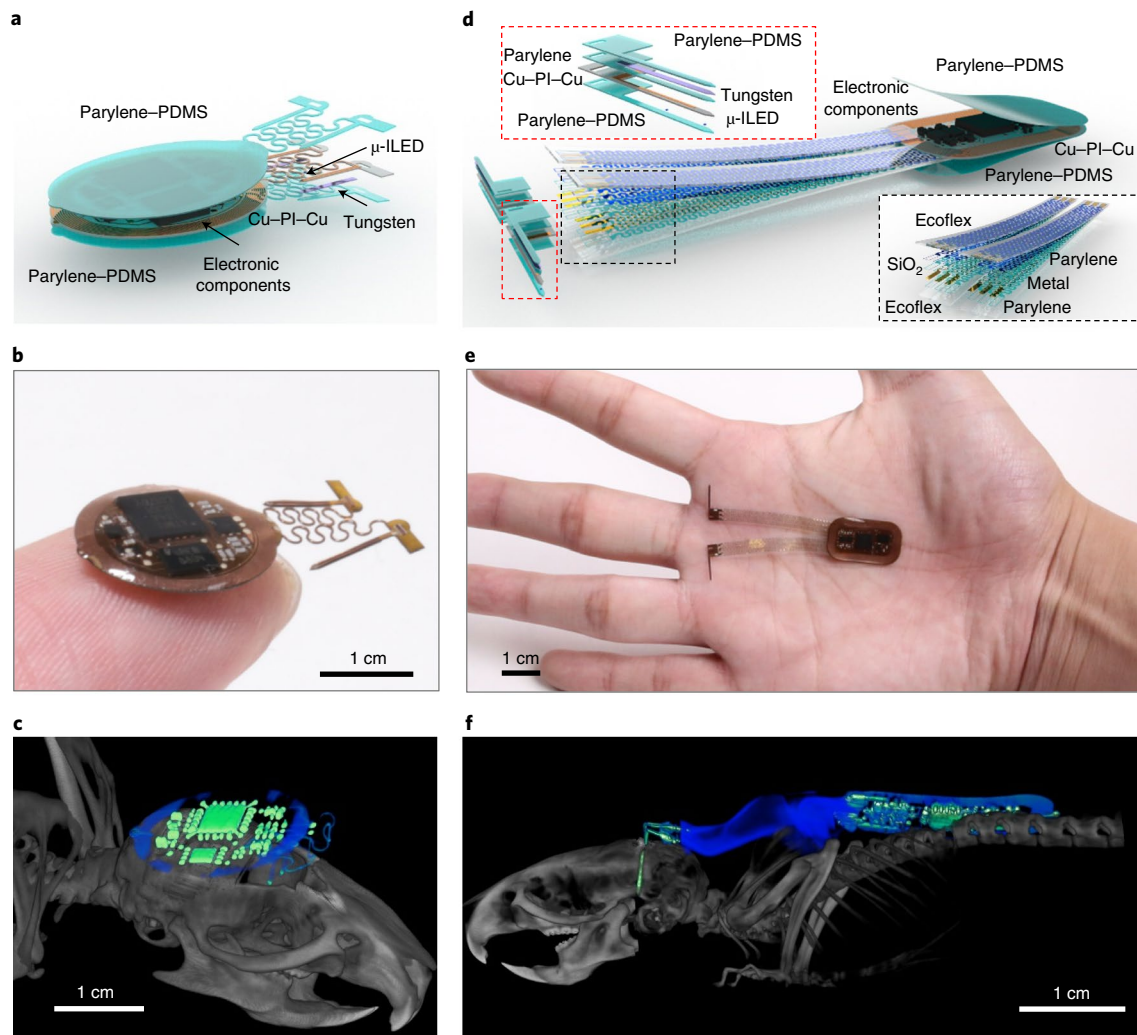 a
Parylene–PDMS
μ-ILED
Cu–PI–Cu
Tungsten
Parylene–PDMS
Electronic
components
d
Parylene
Cu–PI–Cu
Parylene–PDMS
Parylene–PDMS
Tungsten
μ-ILED
Electronic
components
Parylene–PDMS
Cu–PI–Cu
Parylene–PDMS
Ecoflex
SiO₂
Parylene
Metal
Ecoflex
Parylene
b
1 cm
e
1 cm
c
1 cm
f
1 cm